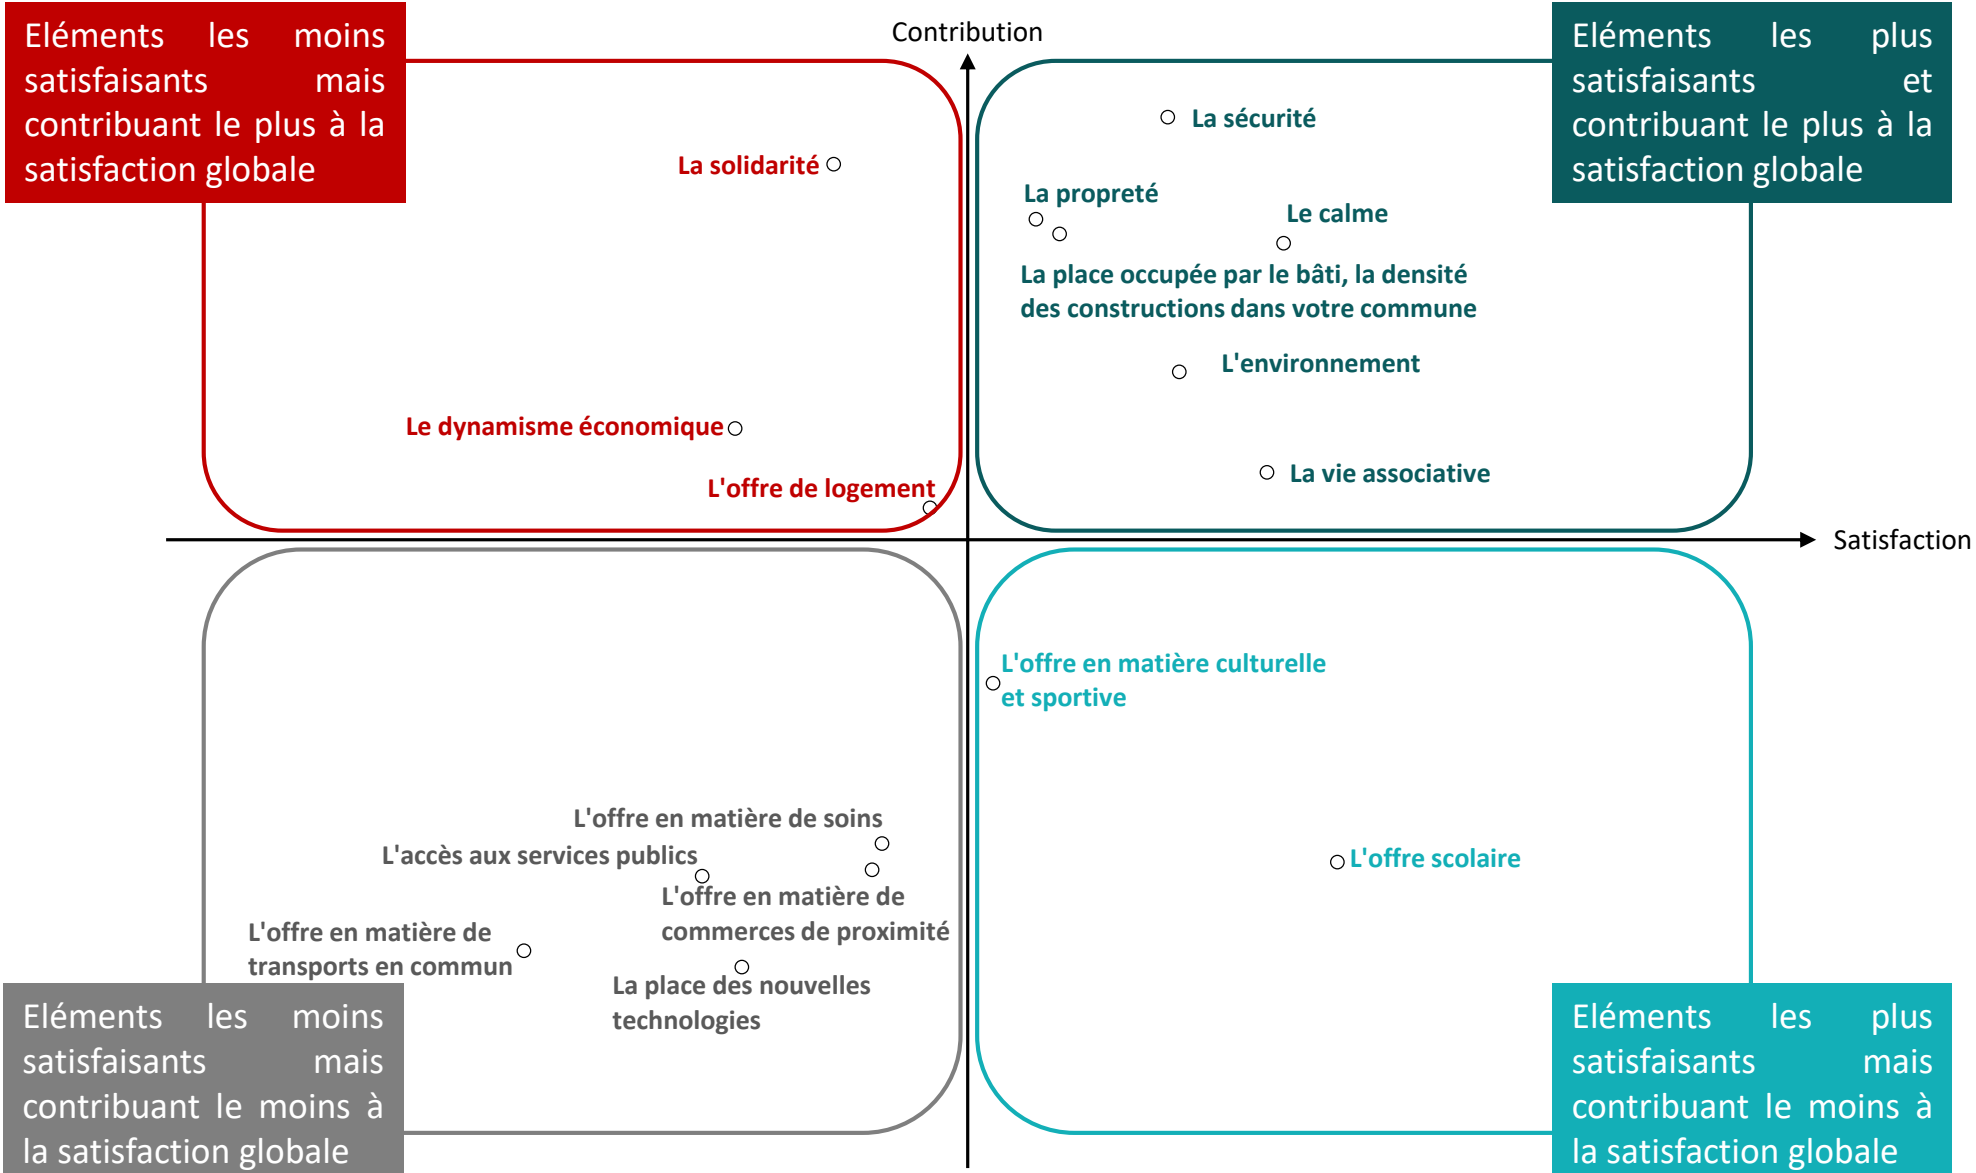 Eléments les moins
satisfaisants mais
contribuant le plus à la
satisfaction globale
Contribution
Eléments les plus
satisfaisants et
contribuant le plus à la
satisfaction globale
La sécurité
La solidarité
La propreté
Le calme
La place occupée par le bâti, la densité
des constructions dans votre commune
L'environnement
Le dynamisme économique
La vie associative
L'offre de logement
Satisfaction
L'offre en matière culturelle
et sportive
L'offre en matière de soins
L'accès aux services publics
L'offre scolaire
L'offre en matière de
commerces de proximité
L'offre en matière de
transports en commun
La place des nouvelles
technologies
Eléments les moins
satisfaisants mais
contribuant le moins à
la satisfaction globale
Eléments les plus
satisfaisants mais
contribuant le moins à
la satisfaction globale